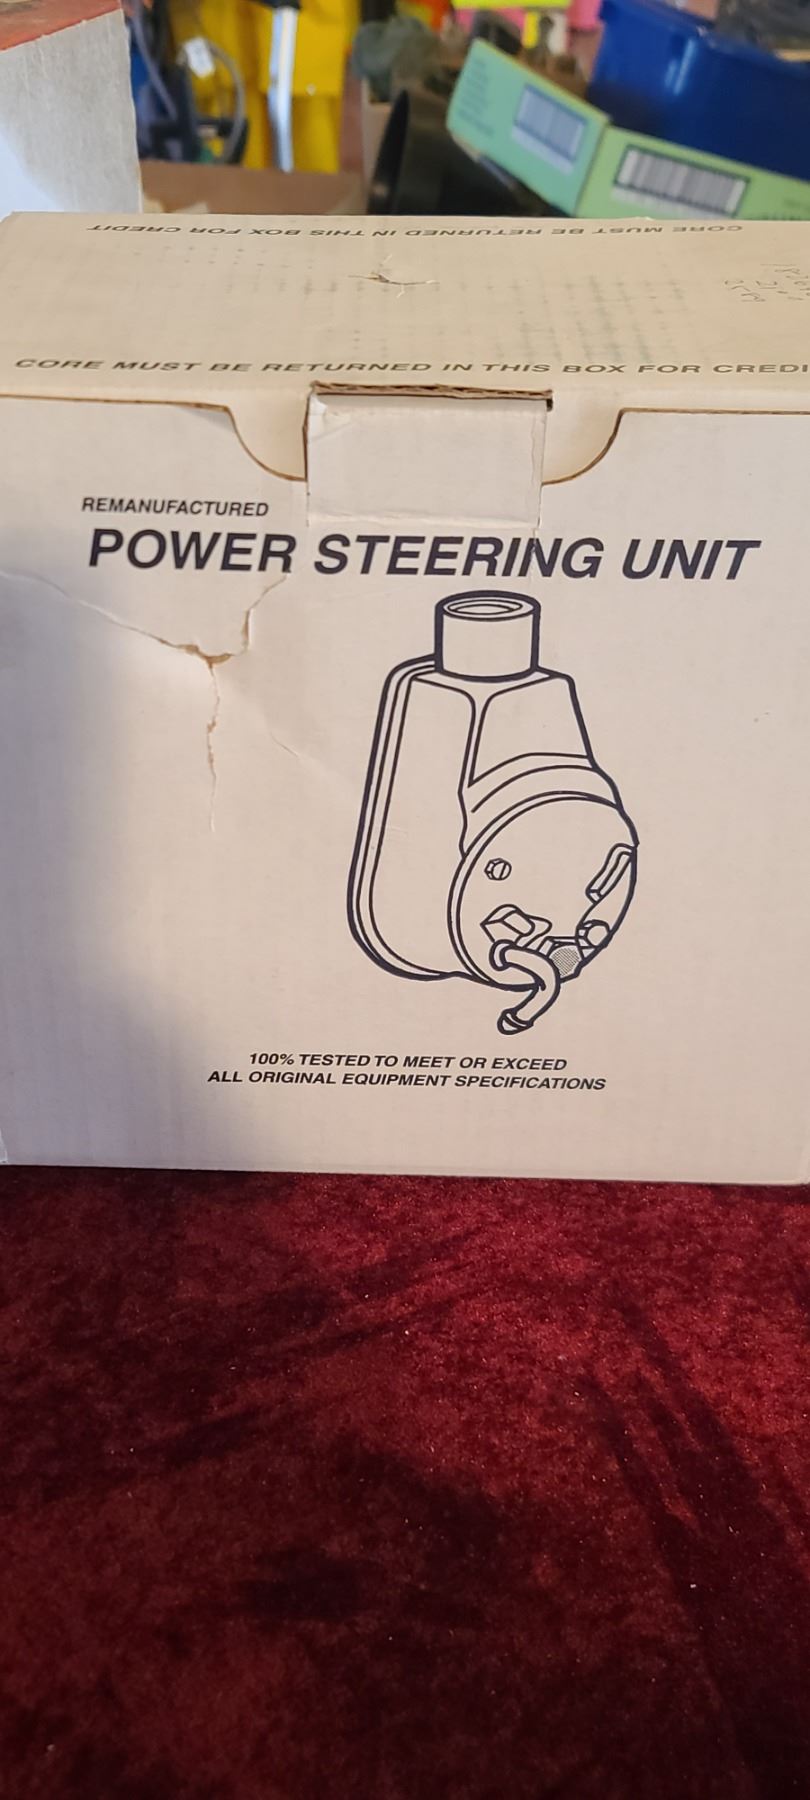 CORE MUST BE RETURNED IN THIS BOX FOR CREDIT
CORE MUST BE RETURNED IN THIS BOX FOR CREDI
REMANUFACTURED
POWER STEERING UNIT
100% TESTED TO MEET OR EXCEED
ALL ORIGINAL EQUIPMENT SPECIFICATIONS